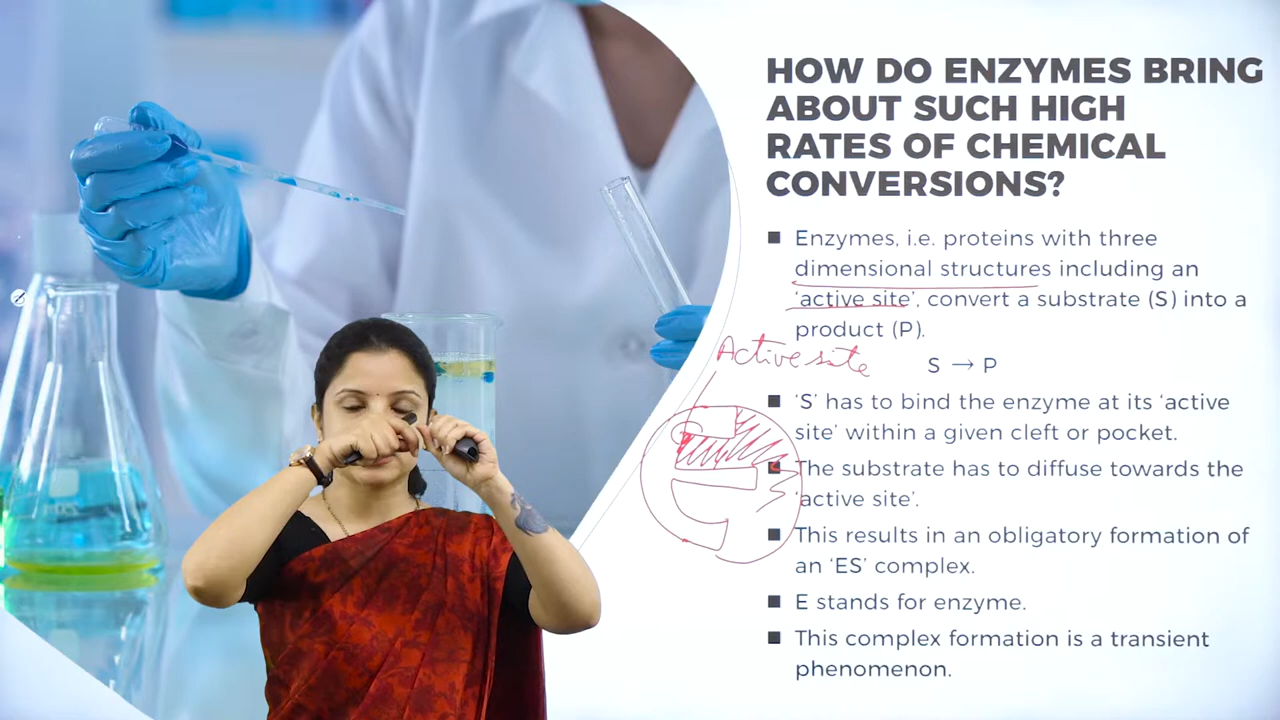 HOW DO ENZYMES BRING
ABOUT SUCH HIGH
RATES OF CHEMICAL
CONVERSIONS?
■ Enzymes, i.e. proteins with three
dimensional structures including an
‘active site’, convert a substrate (S) into a
product (P).
Active site
S → P
■ ‘S’ has to bind the enzyme at its ‘active
site’ within a given cleft or pocket.
■ The substrate has to diffuse towards the
‘active site’.
■ This results in an obligatory formation of
an ‘ES’ complex.
■ E stands for enzyme.
■ This complex formation is a transient
phenomenon.